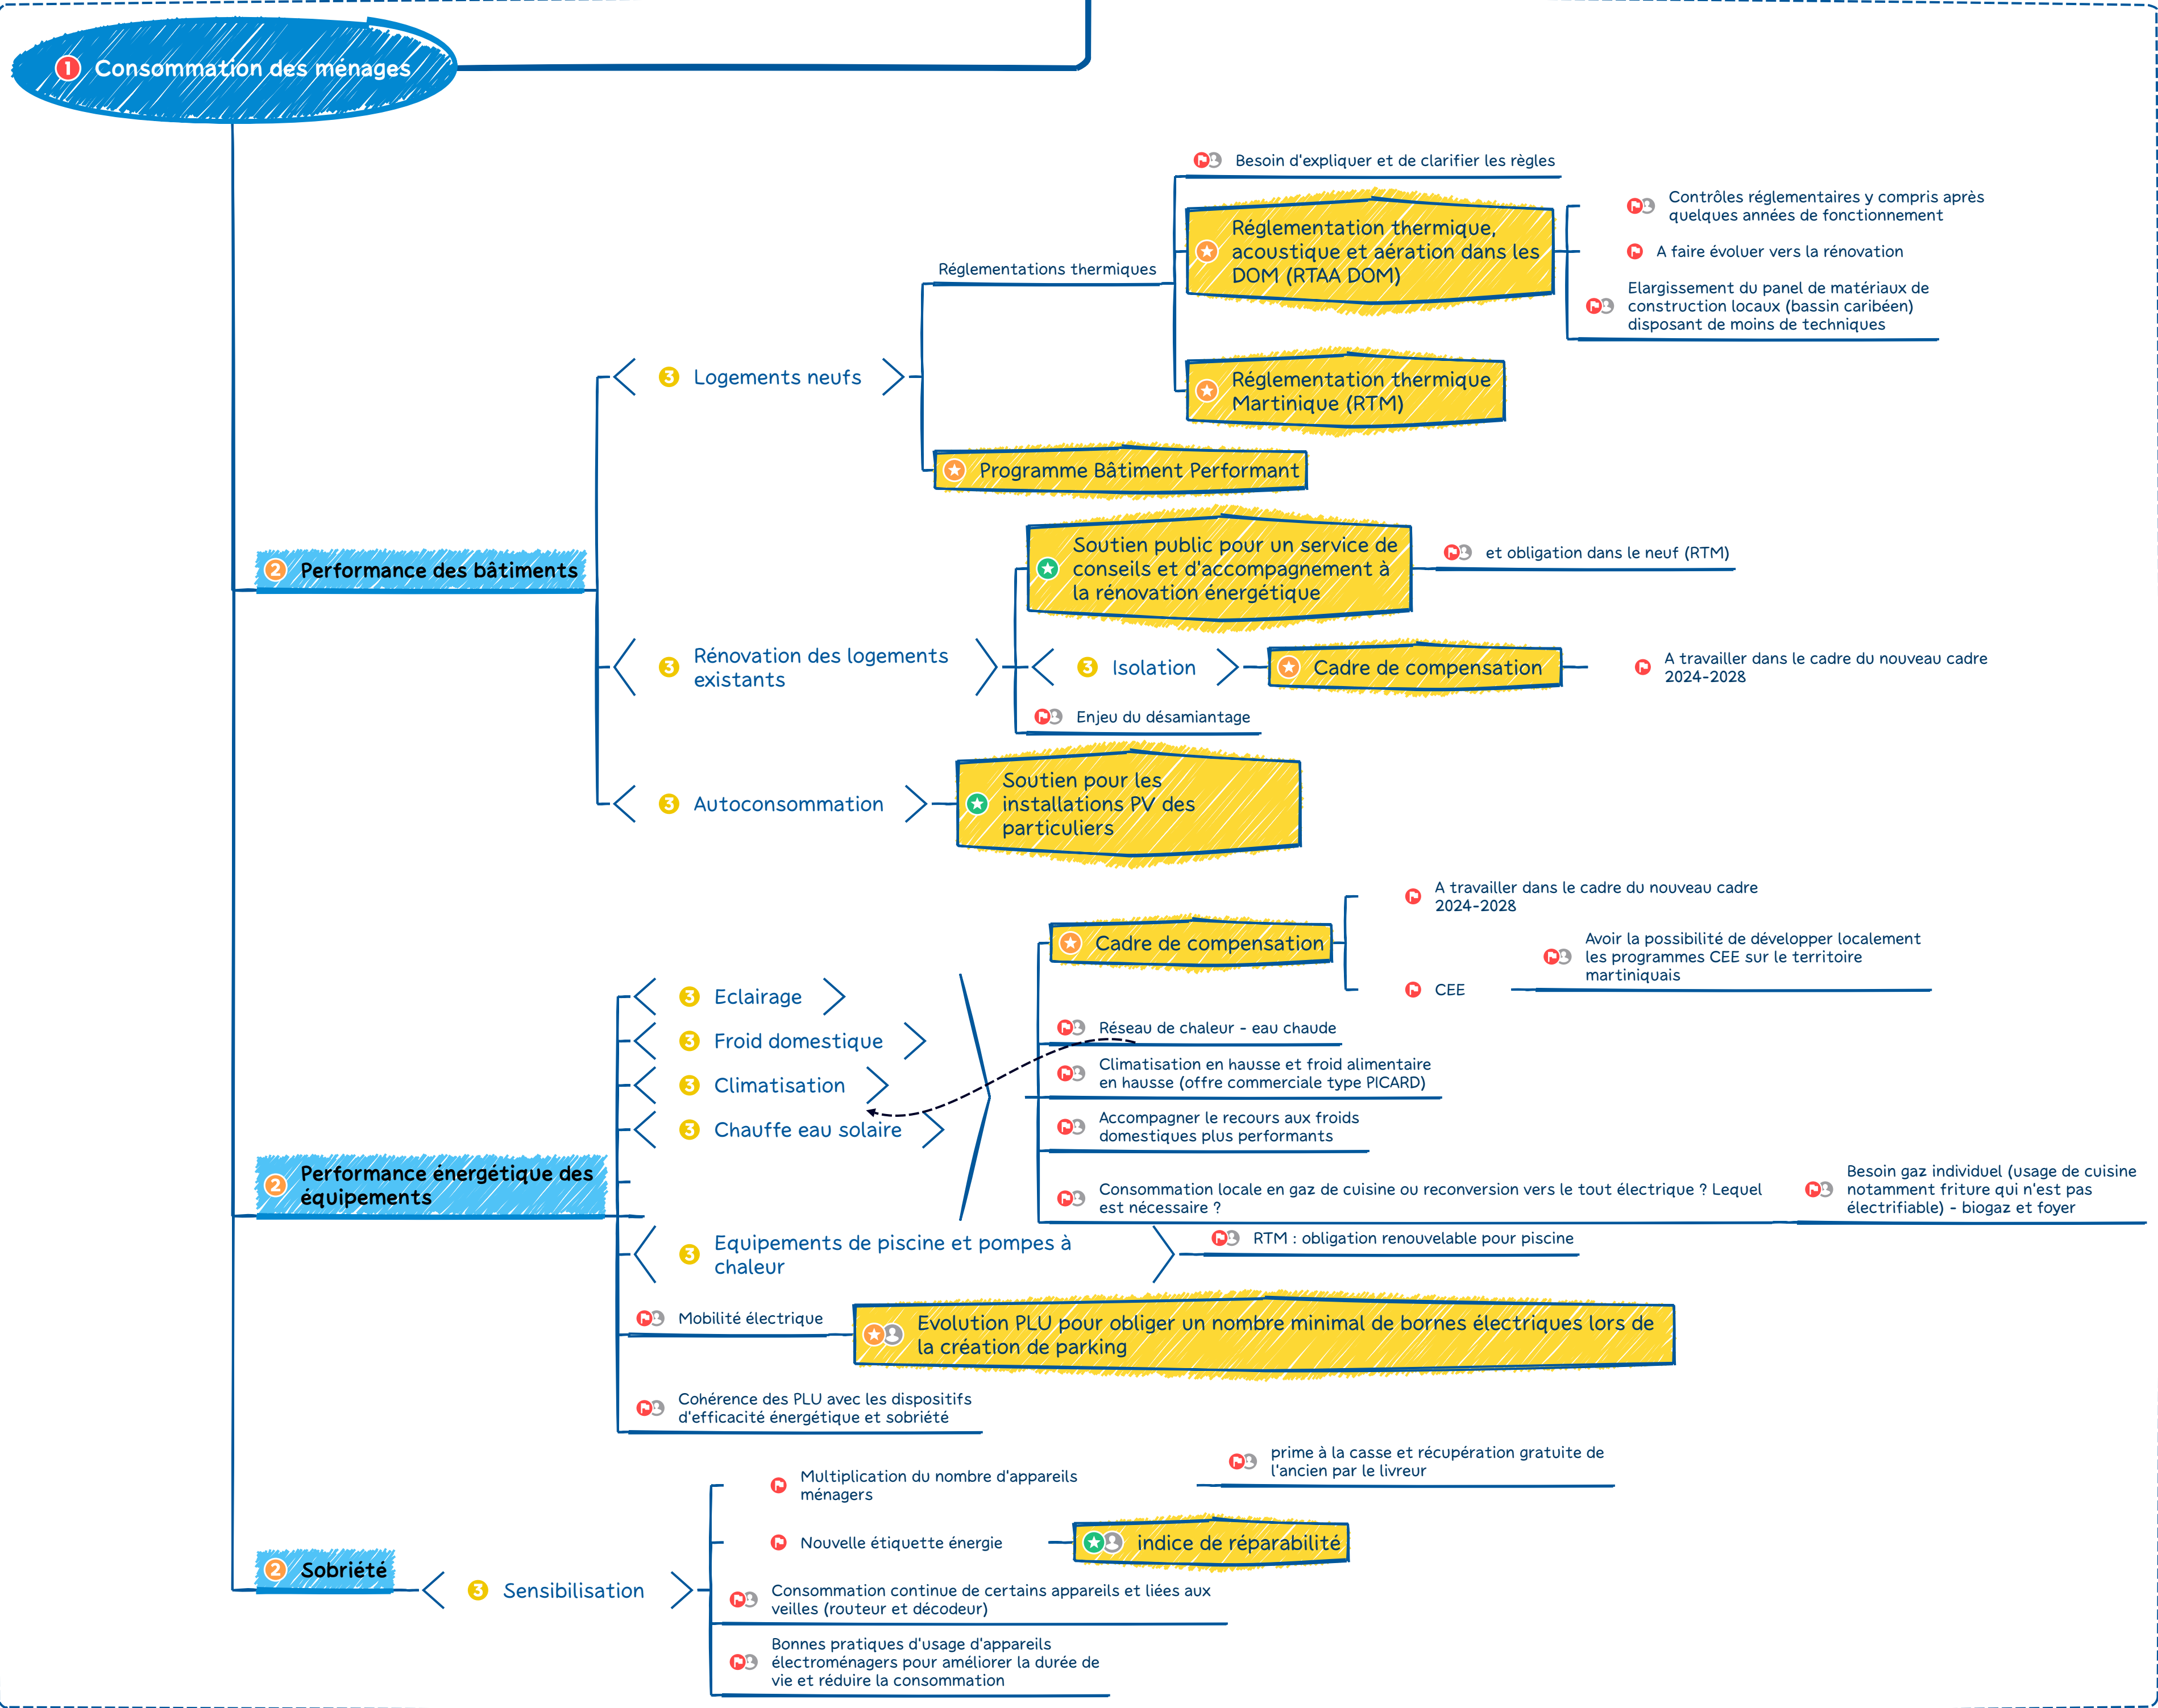 1 Consommation des ménages
Besoin d'expliquer et de clarifier les règles
Réglementations thermiques
Réglementation thermique,
acoustique et aération dans les
DOM (RTAA DOM)
Contrôles réglementaires y compris après
quelques années de fonctionnement
A faire évoluer vers la rénovation
Elargissement du panel de matériaux de
construction locaux (bassin caribéen)
disposant de moins de techniques
3 Logements neufs
Réglementation thermique
Martinique (RTM)
Programme Bâtiment Performant
2 Performance des bâtiments
Soutien public pour un service de
conseils et d'accompagnement à
la rénovation énergétique
et obligation dans le neuf (RTM)
3 Rénovation des logements
existants
3 Isolation
Cadre de compensation
A travailler dans le cadre du nouveau cadre
2024-2028
Enjeu du désamiantage
3 Autoconsommation
Soutien pour les
installations PV des
particuliers
2 Performance énergétique des
équipements
3 Eclairage
3 Froid domestique
3 Climatisation
3 Chauffe eau solaire
Cadre de compensation
A travailler dans le cadre du nouveau cadre
2024-2028
CEE
Avoir la possibilité de développer localement
les programmes CEE sur le territoire
martiniquais
Réseau de chaleur - eau chaude
Climatisation en hausse et froid alimentaire
en hausse (offre commerciale type PICARD)
Accompagner le recours aux froids
domestiques plus performants
Consommation locale en gaz de cuisine ou reconversion vers le tout électrique ? Lequel
est nécessaire ?
Besoin gaz individuel (usage de cuisine
notamment friture qui n'est pas
électrifiable) - biogaz et foyer
3 Equipements de piscine et pompes à
chaleur
RTM : obligation renouvelable pour piscine
Mobilité électrique
Evolution PLU pour obliger un nombre minimal de bornes électriques lors de
la création de parking
Cohérence des PLU avec les dispositifs
d'efficacité énergétique et sobriété
2 Sobriété
3 Sensibilisation
Multiplication du nombre d'appareils
ménagers
prime à la casse et récupération gratuite de
l'ancien par le livreur
Nouvelle étiquette énergie
indice de réparabilité
Consommation continue de certains appareils et liées aux
veilles (routeur et décodeur)
Bonnes pratiques d'usage d'appareils
électroménagers pour améliorer la durée de
vie et réduire la consommation